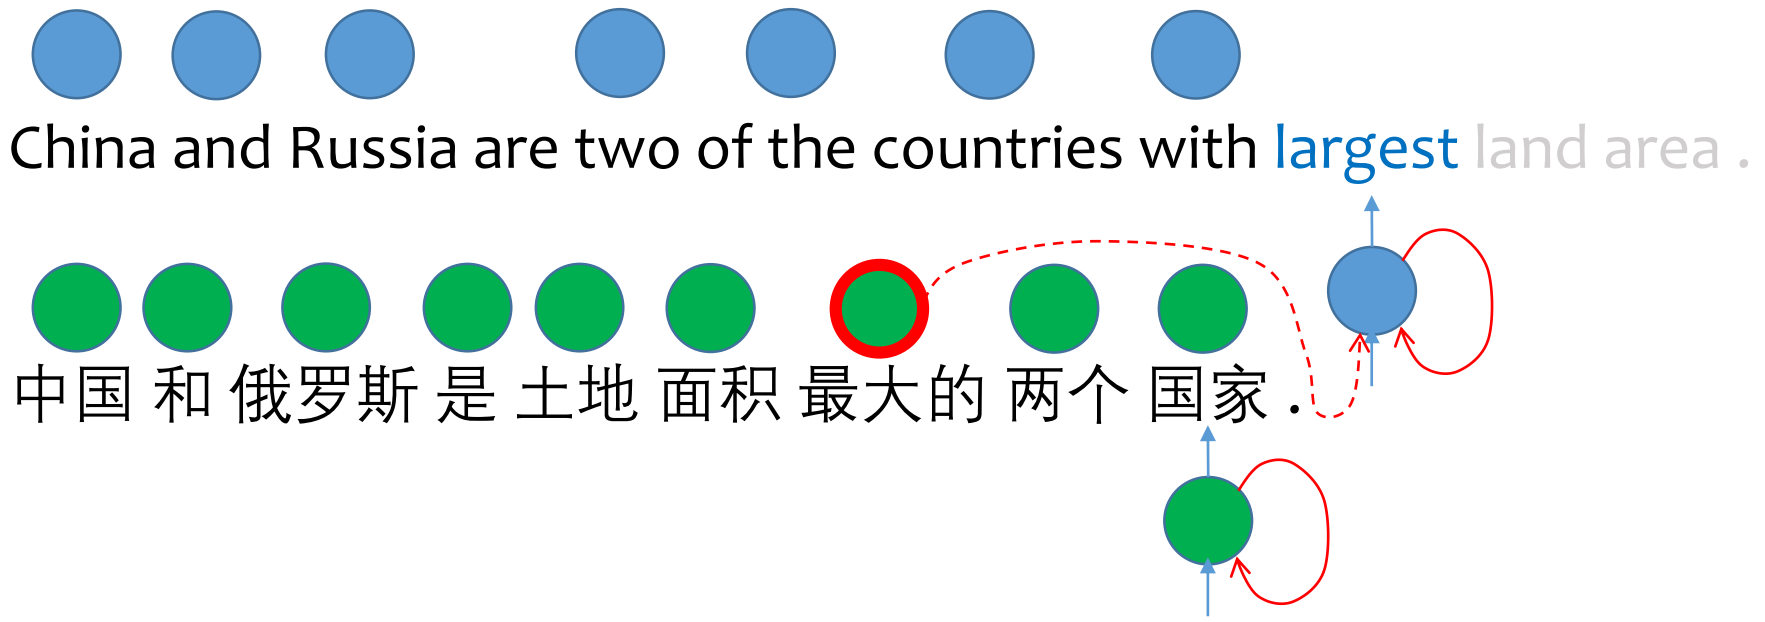 China and Russia are two of the countries with largest land area .
中国 和 俄罗斯 是 土地 面积 最大的 两个 国家 .